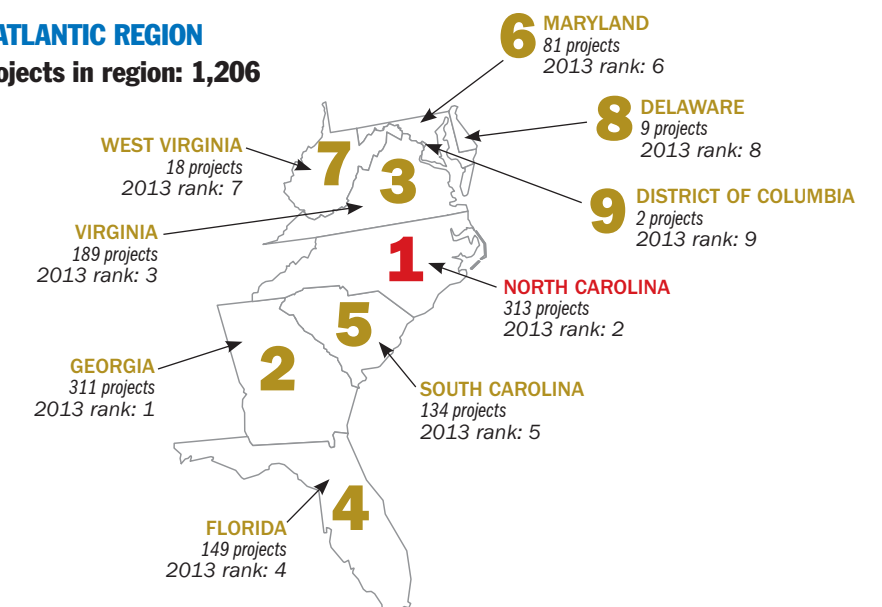 ATLANTIC REGION
ojects in region: 1,206
6 MARYLAND
81 projects
2013 rank: 6
8 DELAWARE
9 projects
2013 rank: 8
WEST VIRGINIA
18 projects
2013 rank: 7
7
3
9 DISTRICT OF COLUMBIA
2 projects
2013 rank: 9
VIRGINIA
189 projects
2013 rank: 3
1
NORTH CAROLINA
313 projects
2013 rank: 2
5
2
GEORGIA
311 projects
2013 rank: 1
SOUTH CAROLINA
134 projects
2013 rank: 5
4
FLORIDA
149 projects
2013 rank: 4